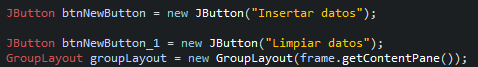 JButton btnNewButton = new JButton("Insertar datos");
JButton btnNewButton_1 = new JButton("Limpiar datos");
GroupLayout groupLayout = new GroupLayout(frame.getContentPane());